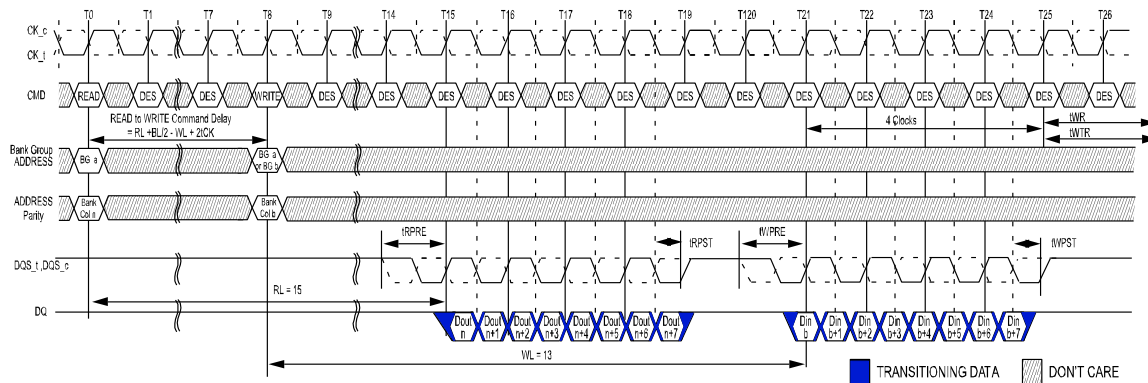 T0 T1 T7 T8 T9 T14 T15 T16 T17 T18 T19 T20 T21 T22 T23 T24 T25 T26
CK_c
CK_t
CMD READ DES DES WRITE DES DES DES DES DES DES DES DES DES DES DES DES DES DES
READ to WRITE Command Delay
= RL +BL/2 - WL + 2tCK
4 Clocks
tWR
tWTR
Bank Group
ADDRESS
BG a
BG a
or BG b
ADDRESS
Parity
Bank
Col n
Bank
Col b
tRPRE tRPST tWPRE tWPST
DQS_t ,DQS_c
RL = 15
DQ
Dout
n
Dout
n+1
Dout
n+2
Dout
n+3
Dout
n+4
Dout
n+5
Dout
n+6
Dout
n+7
Din
b
Din
b+1
Din
b+2
Din
b+3
Din
b+4
Din
b+5
Din
b+6
Din
b+7
WL = 13
TRANSITIONING DATA
DON'T CARE